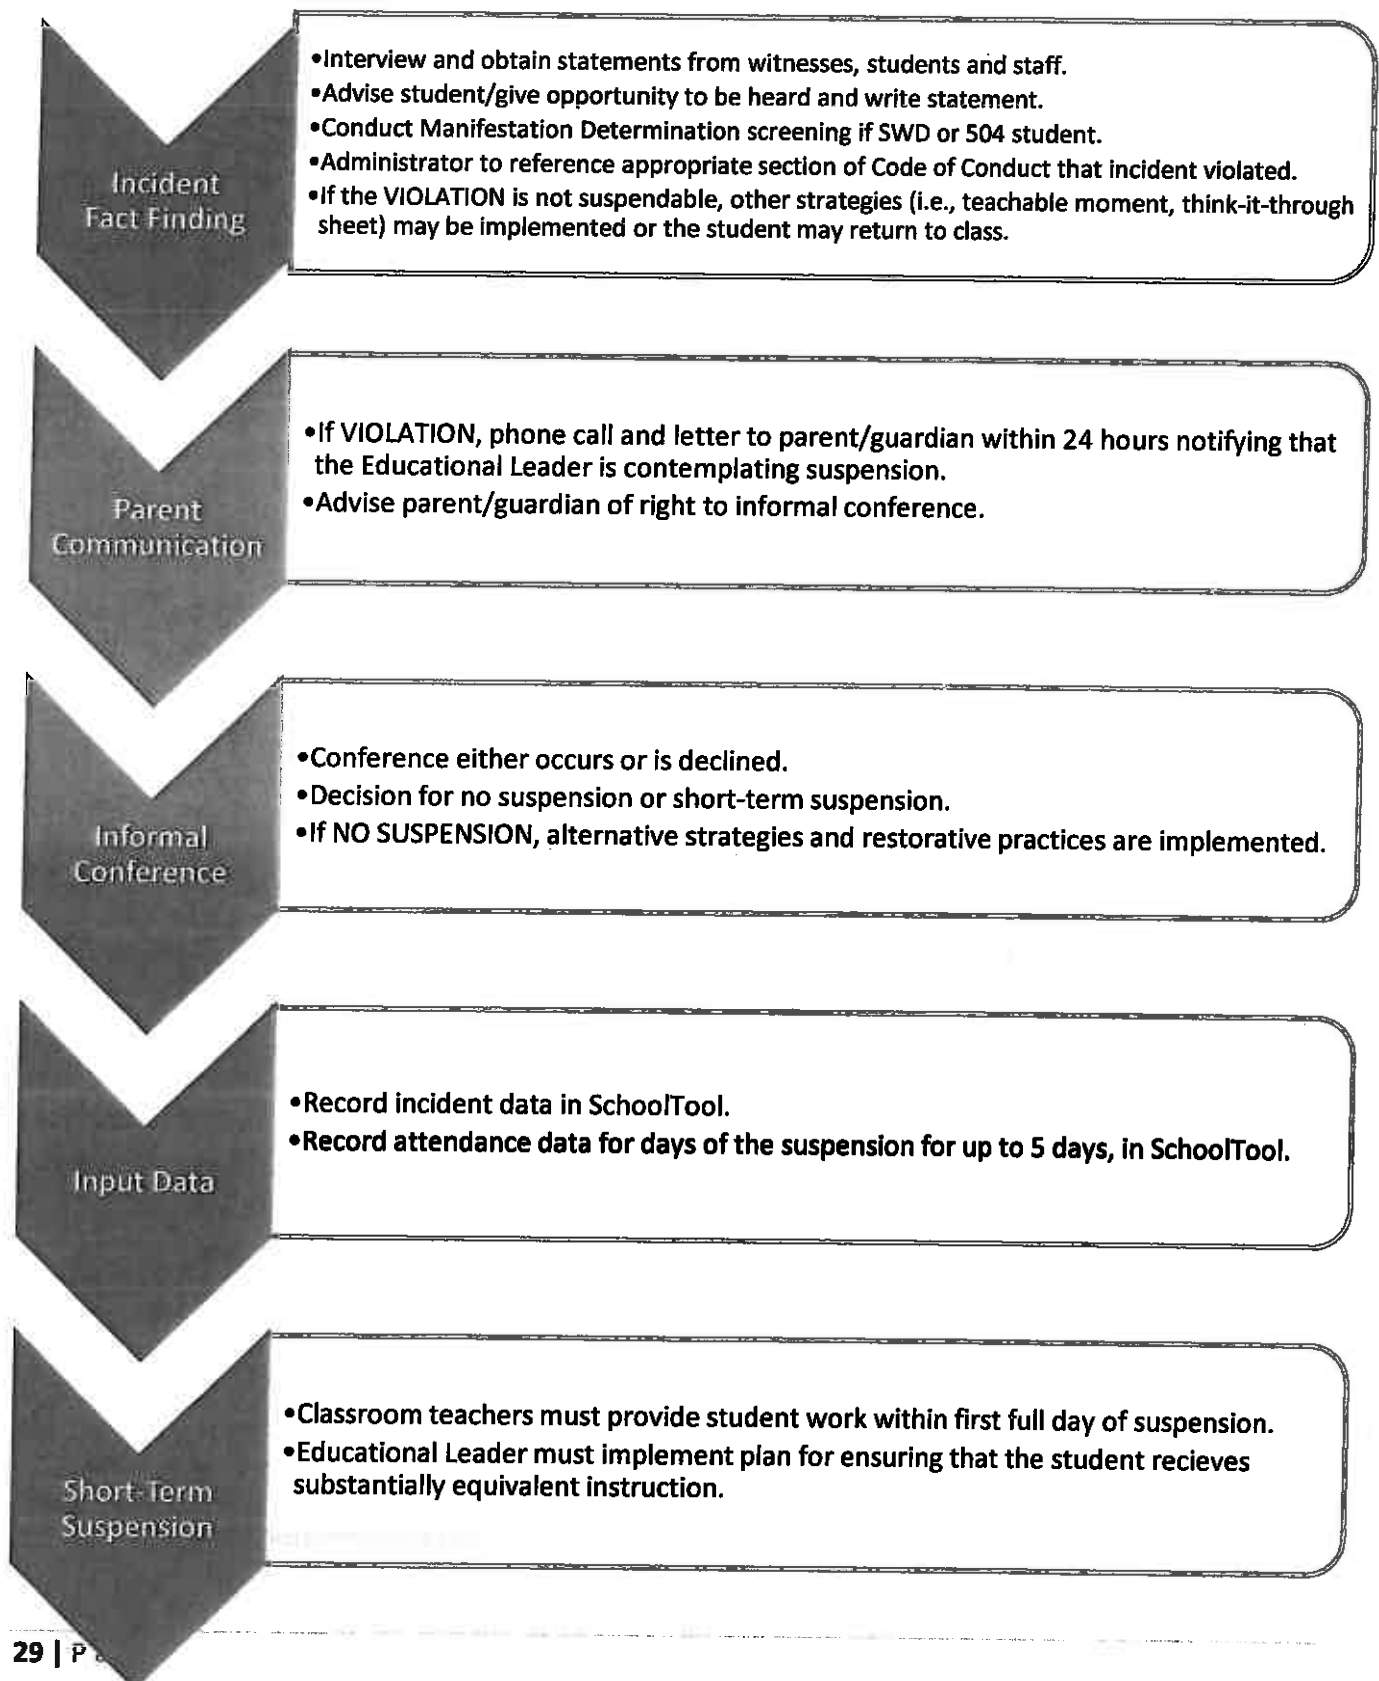 •Interview and obtain statements from witnesses, students and staff.
•Advise student/give opportunity to be heard and write statement.
•Conduct Manifestation Determination screening if SWD or 504 student.
•Administrator to reference appropriate section of Code of Conduct that incident violated.
•If the VIOLATION is not suspendable, other strategies (i.e., teachable moment, think-it-through
sheet) may be implemented or the student may return to class.
Incident
Fact Finding
•If VIOLATION, phone call and letter to parent/guardian within 24 hours notifying that
the Educational Leader is contemplating suspension.
•Advise parent/guardian of right to informal conference.
Parent
Communication
•Conference either occurs or is declined.
•Decision for no suspension or short-term suspension.
•If NO SUSPENSION, alternative strategies and restorative practices are implemented.
Informal
Conference
•Record incident data in SchoolTool.
•Record attendance data for days of the suspension for up to 5 days, in SchoolTool.
Input Data
•Classroom teachers must provide student work within first full day of suspension.
•Educational Leader must implement plan for ensuring that the student recieves
substantially equivalent instruction.
Short-Term
Suspension
29 | P